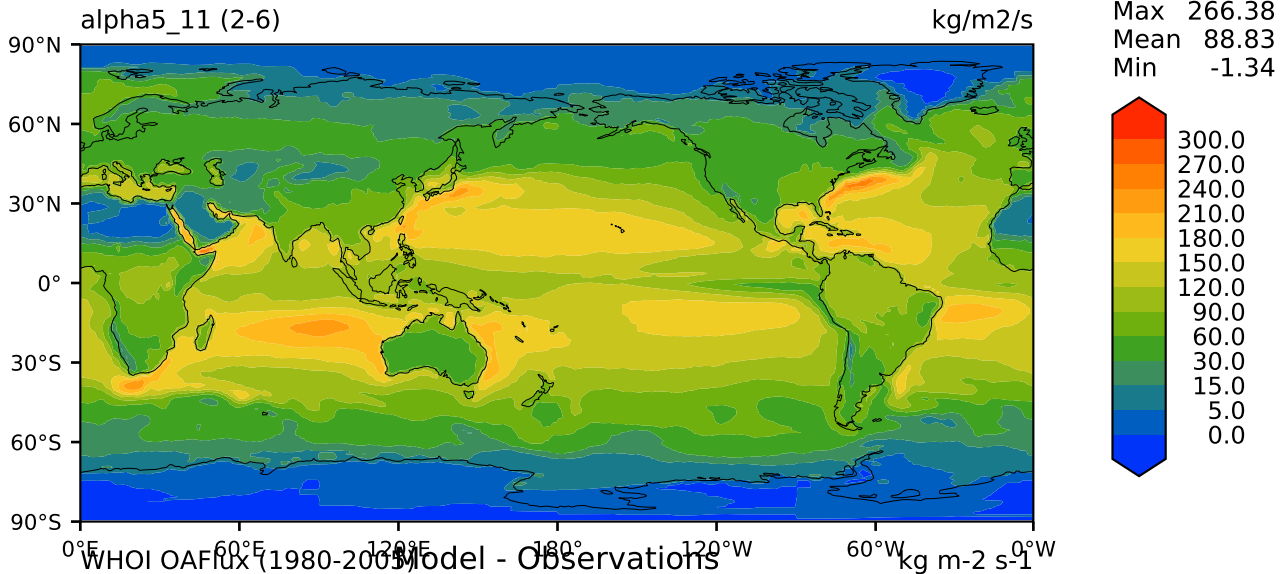 alpha5_11 (2-6) kg/m2/s
Max 266.38
Mean 88.83
Min -1.34
90°N
60°N
30°N
0°
30°S
60°S
90°S
300.0
270.0
240.0
210.0
180.0
150.0
120.0
90.0
60.0
30.0
15.0
5.0
0.0
0°E 60°E 120°E 180° 120°W 60°W 0°W
WHOI OAFlux (1980-2005) Model - Observations kg m-2 s-1